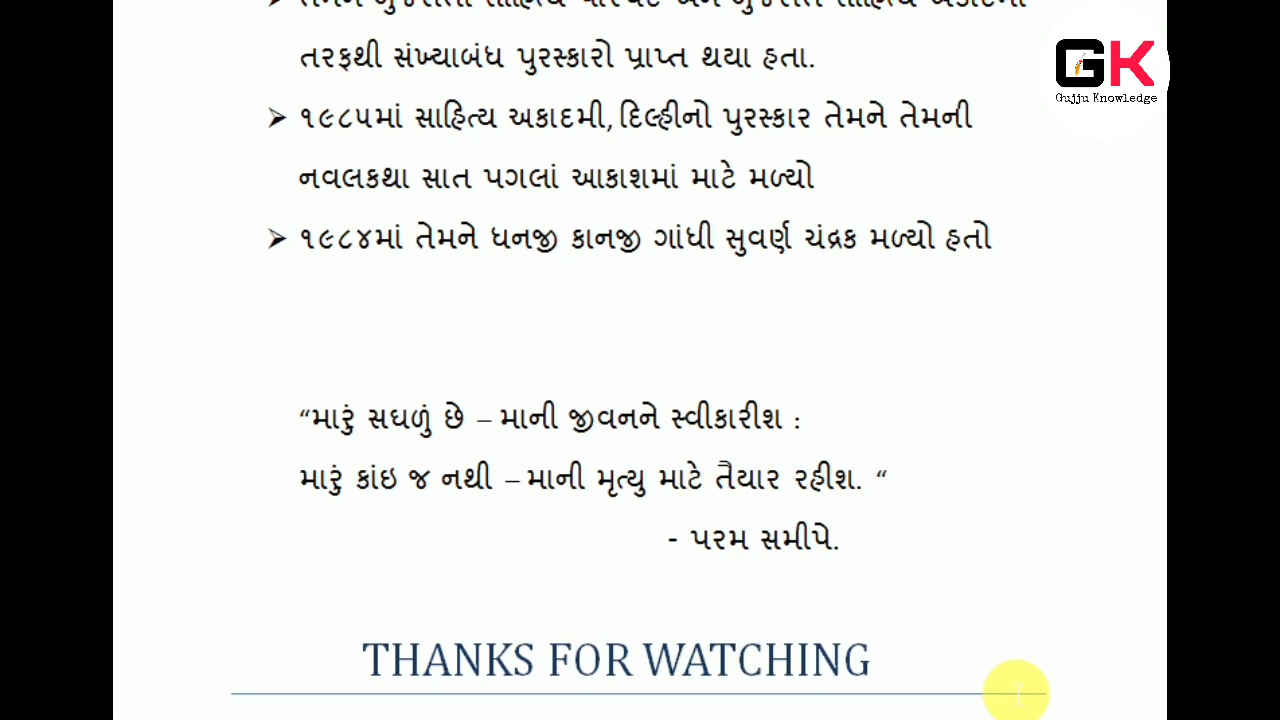 તરફથી સંખ્યાબંધ પુરસ્કારો પ્રાપ્ત થયા હતા.
GK
Gujju Knowledge
➢ ૧૯૮૫માં સાહિત્ય અકાદમી, દિલ્હીનો પુરસ્કાર તેમને તેમની
નવલકથા સાત પગલાં આકાશમાં માટે મળ્યો
➢ ૧૯૮૪માં તેમને ધનજી કાનજી ગાંધી સુવર્ણ ચંદ્રક મળ્યો હતો
“મારું સઘળું છે – માની જીવનને સ્વીકારીશ :
મારું કાંઇ જ નથી – માની મૃત્યુ માટે તૈયાર રહીશ. “
- પરમ સમીપે.
THANKS FOR WATCHING